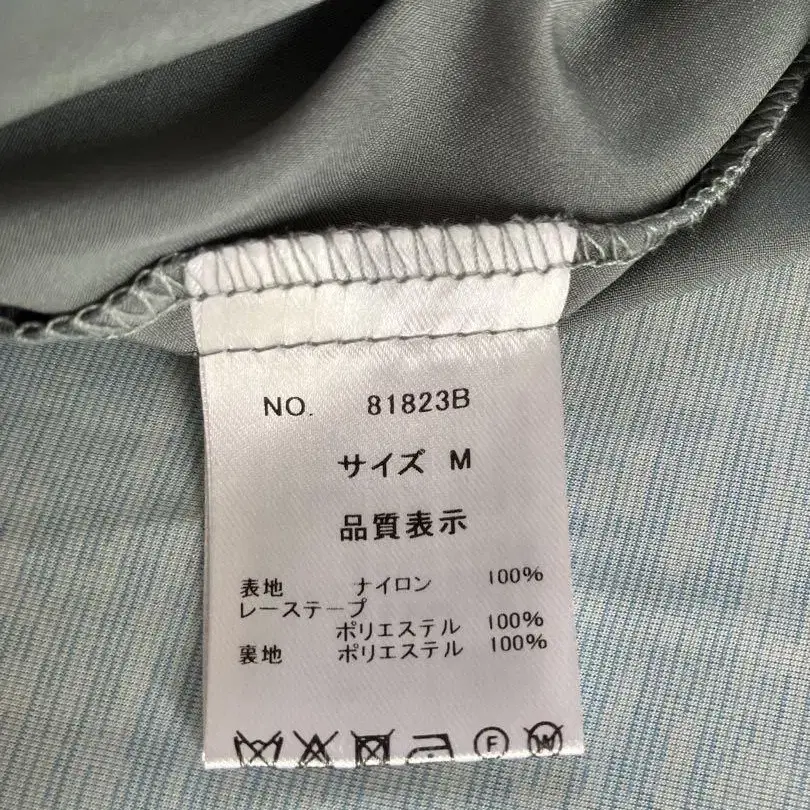 NO. 81823B
サイズ M
品質表示
表地 ナイロン 100%
レーステープ
ポリエステル 100%
裏地 ポリエステル 100%
F W